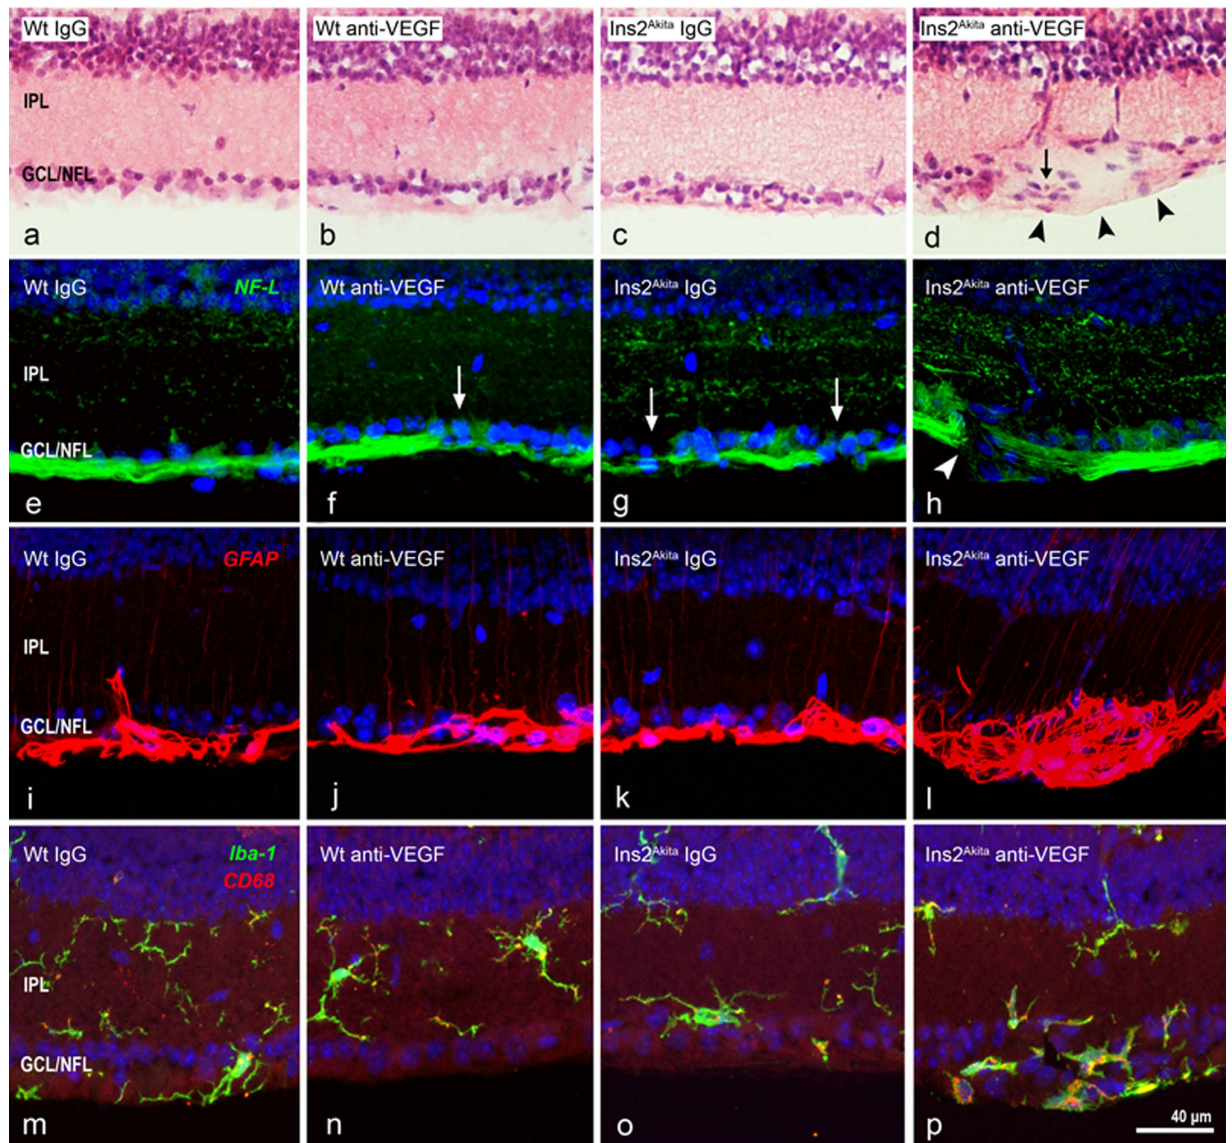 Wt IgG
Wt anti-VEGF
Ins2Akita IgG
Ins2Akita anti-VEGF
IPL
GCL/NFL
a
b
c
d
Wt IgG
NF-L
Wt anti-VEGF
Ins2Akita IgG
Ins2Akita anti-VEGF
IPL
GCL/NFL
e
f
g
h
Wt IgG
GFAP
Wt anti-VEGF
Ins2Akita IgG
Ins2Akita anti-VEGF
IPL
GCL/NFL
i
j
k
l
Wt IgG
Iba-1
CD68
Wt anti-VEGF
Ins2Akita IgG
Ins2Akita anti-VEGF
IPL
GCL/NFL
m
n
o
p
40 µm